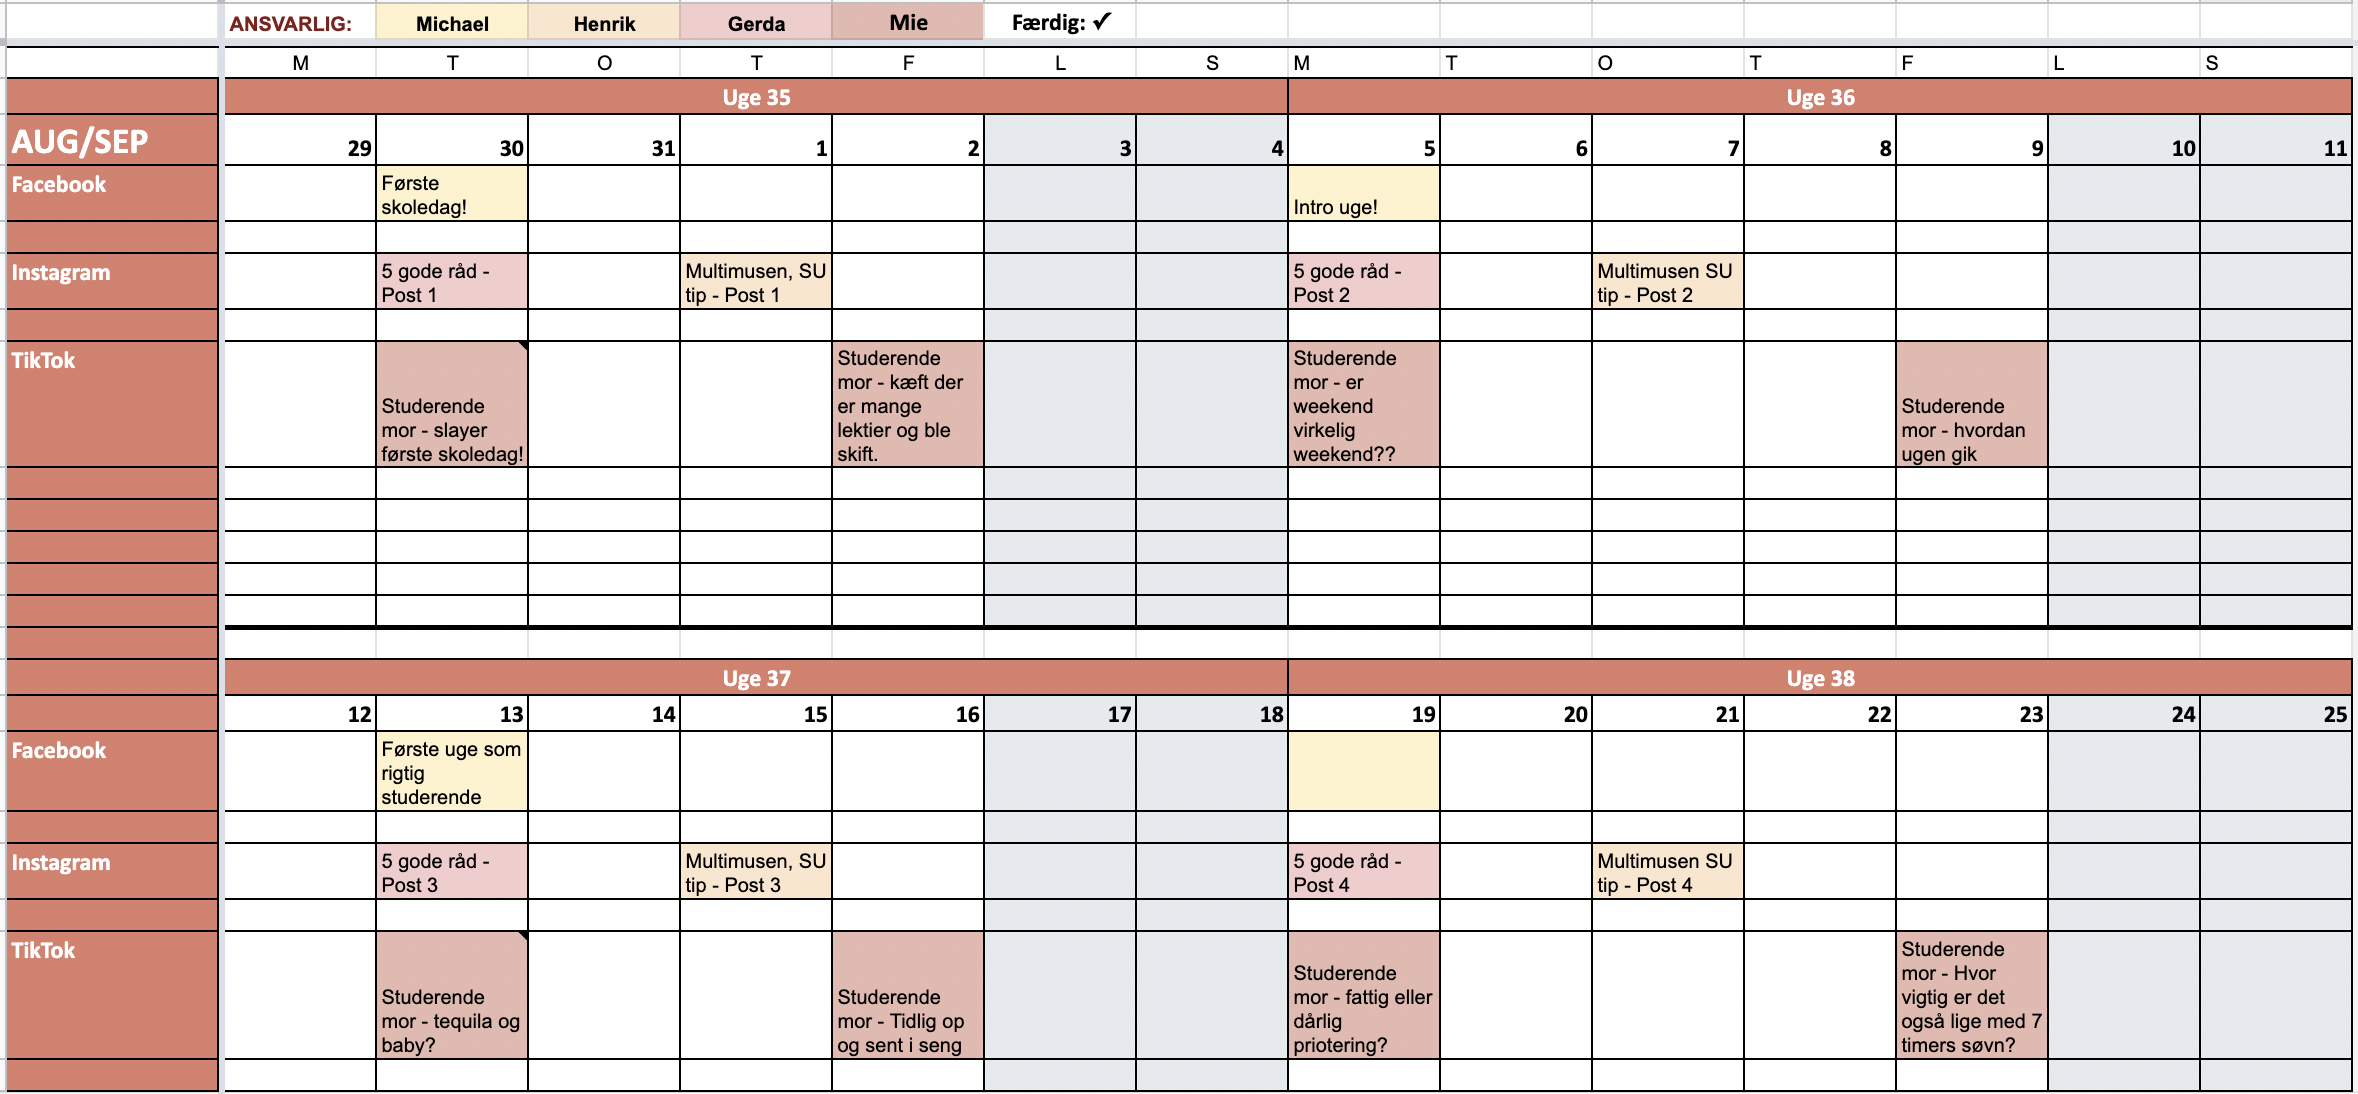 ANSVARLIG: Michael Henrik Gerda Mie Færdig: ✓
M T O T F L S M T O T F L S
Uge 35 Uge 36
AUG/SEP 29 30 31 1 2 3 4 5 6 7 8 9 10 11
Facebook
Første
skoledag!
Intro uge!
Instagram
5 gode råd -
Post 1
Multimusen, SU
tip - Post 1
5 gode råd -
Post 2
Multimusen SU
tip - Post 2
TikTok
Studerende
mor - slayer
første skoledag!
Studerende
mor - kæft der
er mange
lektier og ble
skift.
Studerende
mor - er
weekend
virkelig
weekend??
Studerende
mor - hvordan
ugen gik
Uge 37 Uge 38
12 13 14 15 16 17 18 19 20 21 22 23 24 25
Facebook
Første uge som
rigtig
studerende
Instagram
5 gode råd -
Post 3
Multimusen, SU
tip - Post 3
5 gode råd -
Post 4
Multimusen SU
tip - Post 4
TikTok
Studerende
mor - tequila og
baby?
Studerende
mor - Tidlig op
og sent i seng
Studerende
mor - fattig eller
dårlig
priotering?
Studerende
mor - Hvor
vigtig er det
også lige med 7
timers søvn?